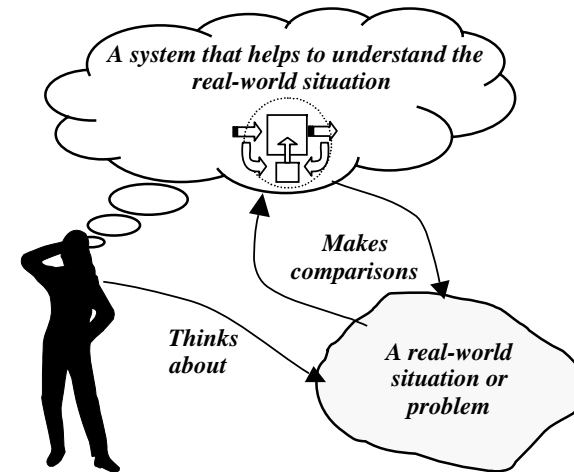 A system that helps to understand the
real-world situation
Makes
comparisons
Thinks
about
A real-world
situation or
problem